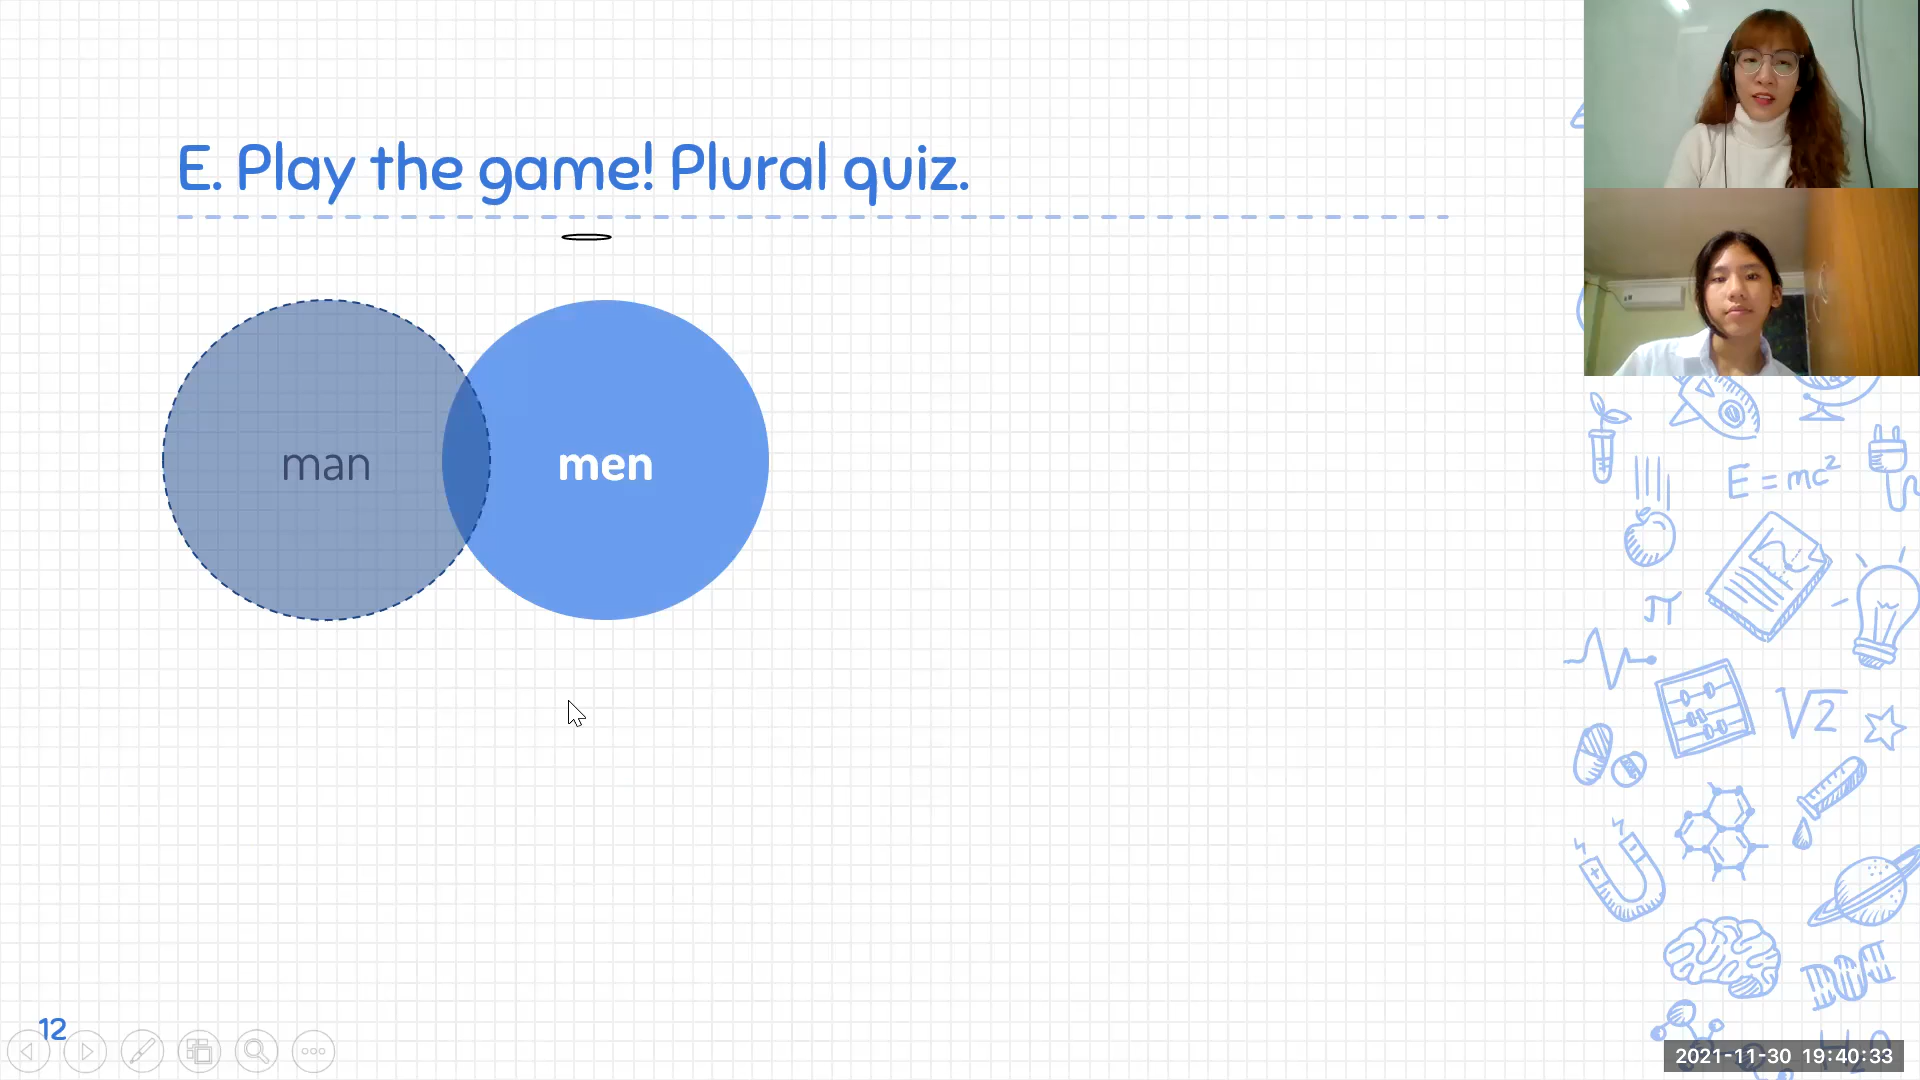 E. Play the game! Plural quiz.
man
men
E = mc²
π
√2
12
2021-11-30 19:40:33